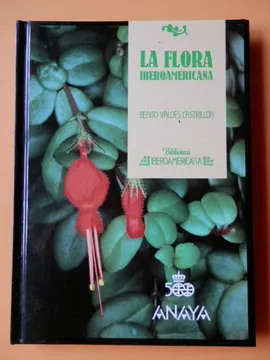 LA FLORA
IBEROAMERICANA
BENITO VALDÉS CASTRILLÓN
Biblioteca
IBEROAMERICANA
500
ANAYA